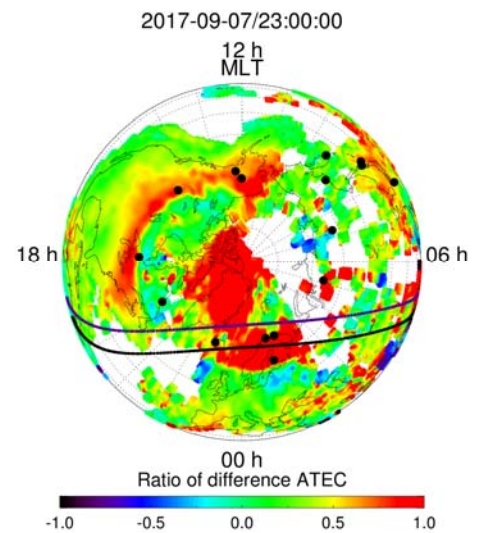 2017-09-07/23:00:00
12 h
MLT
18 h
06 h
00 h
Ratio of difference ATEC
-1.0 -0.5 0.0 0.5 1.0